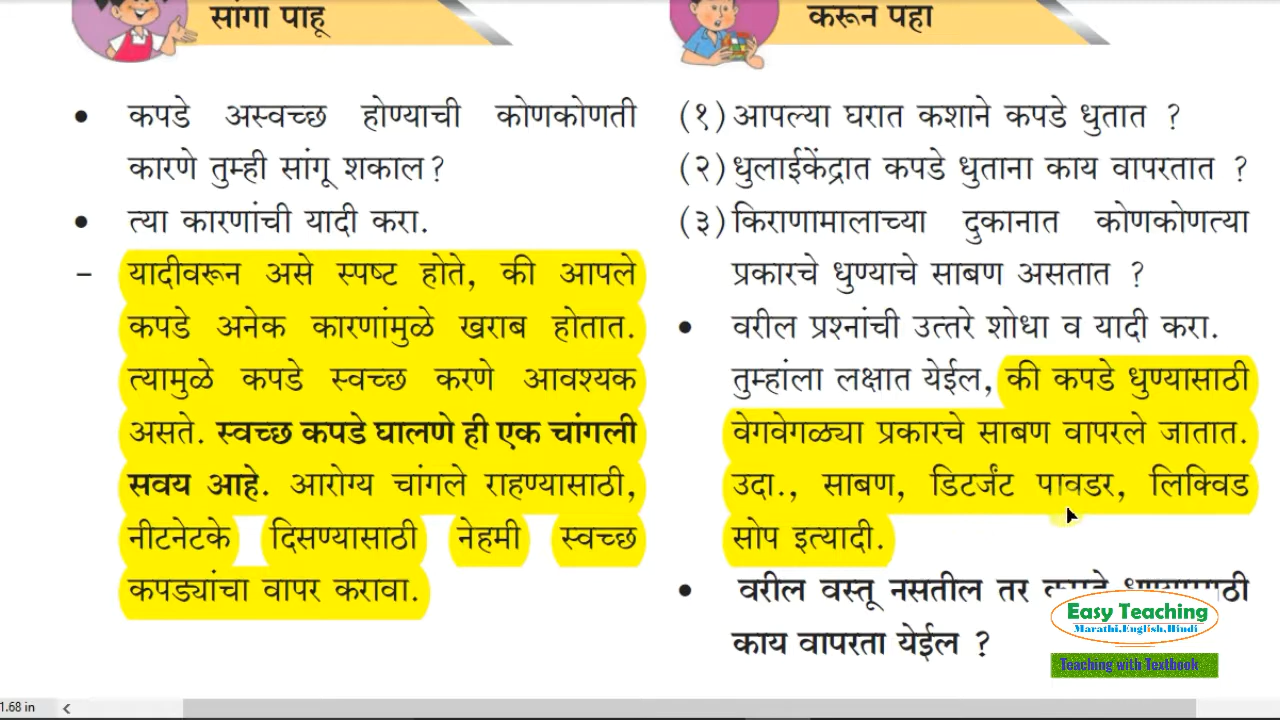 सांगा पाहू
• कपडे अस्वच्छ होण्याची कोणकोणती
कारणे तुम्ही सांगू शकाल ?
• त्या कारणांची यादी करा.
– यादीवरून असे स्पष्ट होते, की आपले
कपडे अनेक कारणांमुळे खराब होतात.
त्यामुळे कपडे स्वच्छ करणे आवश्यक
असते. स्वच्छ कपडे घालणे ही एक चांगली
सवय आहे. आरोग्य चांगले राहण्यासाठी,
नीटनेटके दिसण्यासाठी नेहमी स्वच्छ
कपड्यांचा वापर करावा.
करून पहा
(१) आपल्या घरात कशाने कपडे धुतात ?
(२) धुलाईकेंद्रात कपडे धुताना काय वापरतात ?
(३) किराणामालाच्या दुकानात कोणकोणत्या
प्रकारचे धुण्याचे साबण असतात ?
• वरील प्रश्नांची उत्तरे शोधा व यादी करा.
तुम्हांला लक्षात येईल, की कपडे धुण्यासाठी
वेगवेगळ्या प्रकारचे साबण वापरले जातात.
उदा., साबण, डिटर्जंट पावडर, लिक्विड
सोप इत्यादी.
• वरील वस्तू नसतील तर कपडे धुण्यासाठी
काय वापरता येईल ?
Easy Teaching
Marathi,English,Hindi
Teaching with Textbook
1.68 in